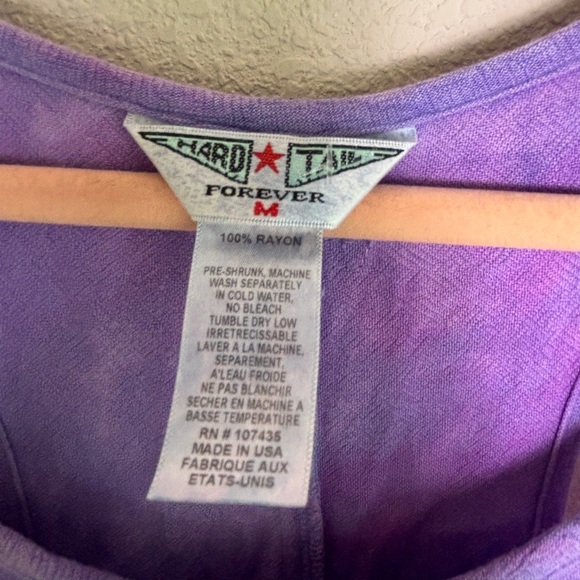 HARD ★ TAIL
FOREVER
M
100% RAYON
PRE-SHRUNK, MACHINE
WASH SEPARATELY
IN COLD WATER,
NO BLEACH
TUMBLE DRY LOW
IRRETRECISSABLE
LAVER A LA MACHINE,
SEPAREMENT,
A'LEAU FROIDE
NE PAS BLANCHIR
SECHER EN MACHINE A
BASSE TEMPERATURE
RN # 107435
MADE IN USA
FABRIQUE AUX
ETATS-UNIS